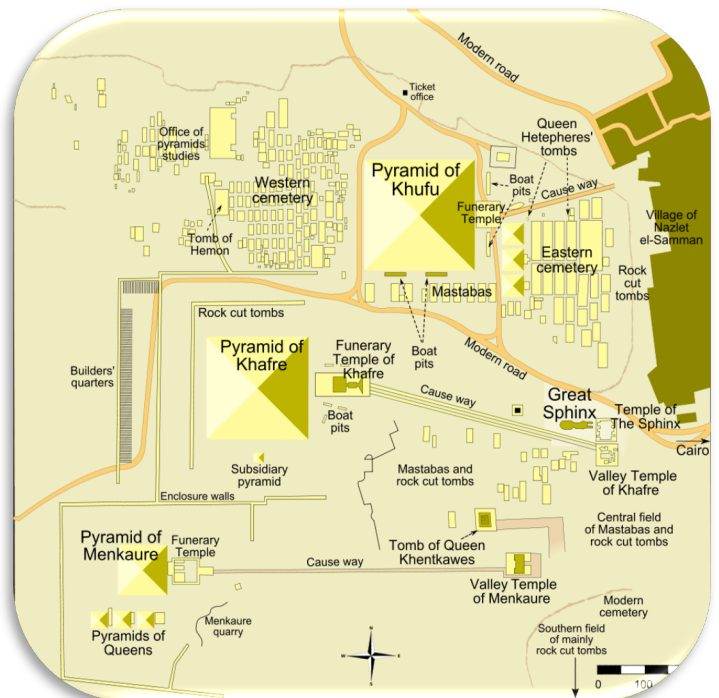 Modern road
Ticket
office
Queen
Hetepheres'
tombs
Office of
pyramids
studies
Pyramid of
Khufu
Boat
pits
Cause way
Western
cemetery
Funerary
Temple
Village of
Nazlet
el-Samman
Tomb of
Hemon
Eastern
cemetery
Rock
cut
tombs
Mastabas
Rock cut tombs
Pyramid of
Khafre
Funerary
Temple of
Khafre
Boat
pits
Modern road
Builders'
quarters
Cause way
Great
Sphinx
Temple of
The Sphinx
Boat
pits
Cairo
Subsidiary
pyramid
Mastabas and
rock cut tombs
Valley Temple
of Khafre
Enclosure walls
Central field
of Mastabas and
rock cut tombs
Pyramid of
Menkaure
Funerary
Temple
Tomb of Queen
Khentkawes
Cause way
Valley Temple
of Menkaure
Modern
cemetery
Pyramids of
Queens
Menkaure
quarry
Southern field
of mainly
rock cut tombs
N
W
E
S
0
100